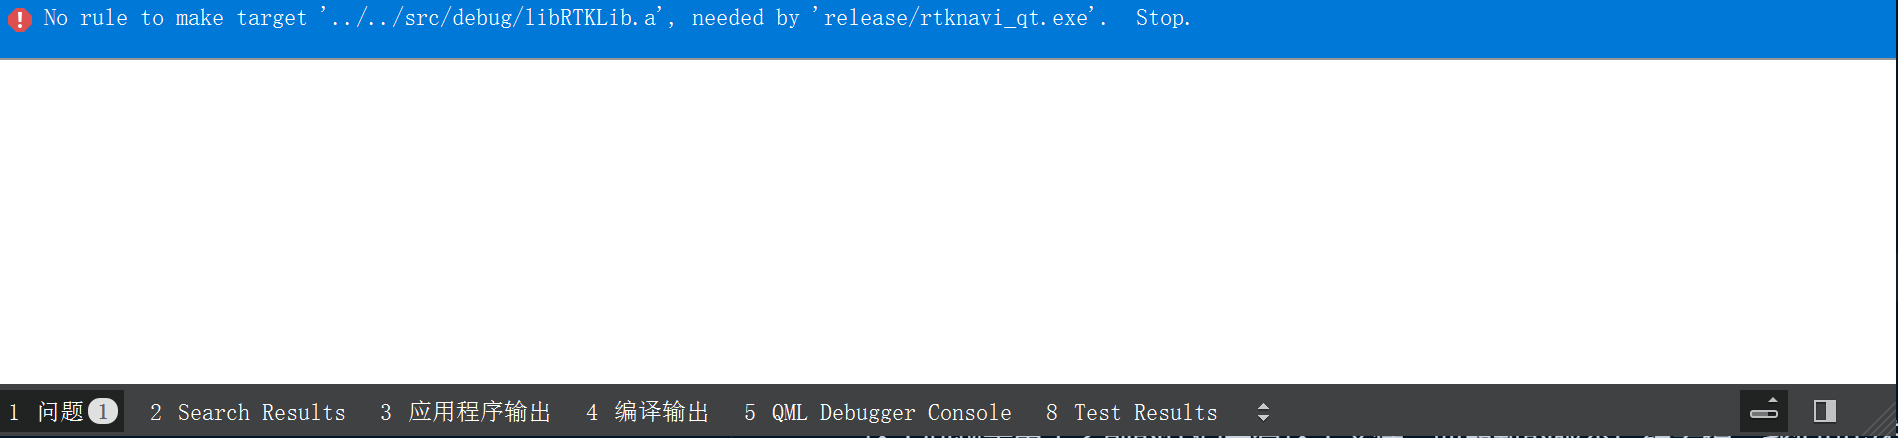 No rule to make target '../../src/debug/libRTKLib.a', needed by 'release/rtknavi_qt.exe'.  Stop.
1 问题 1 2 Search Results 3 应用程序输出 4 编译输出 5 QML Debugger Console 8 Test Results